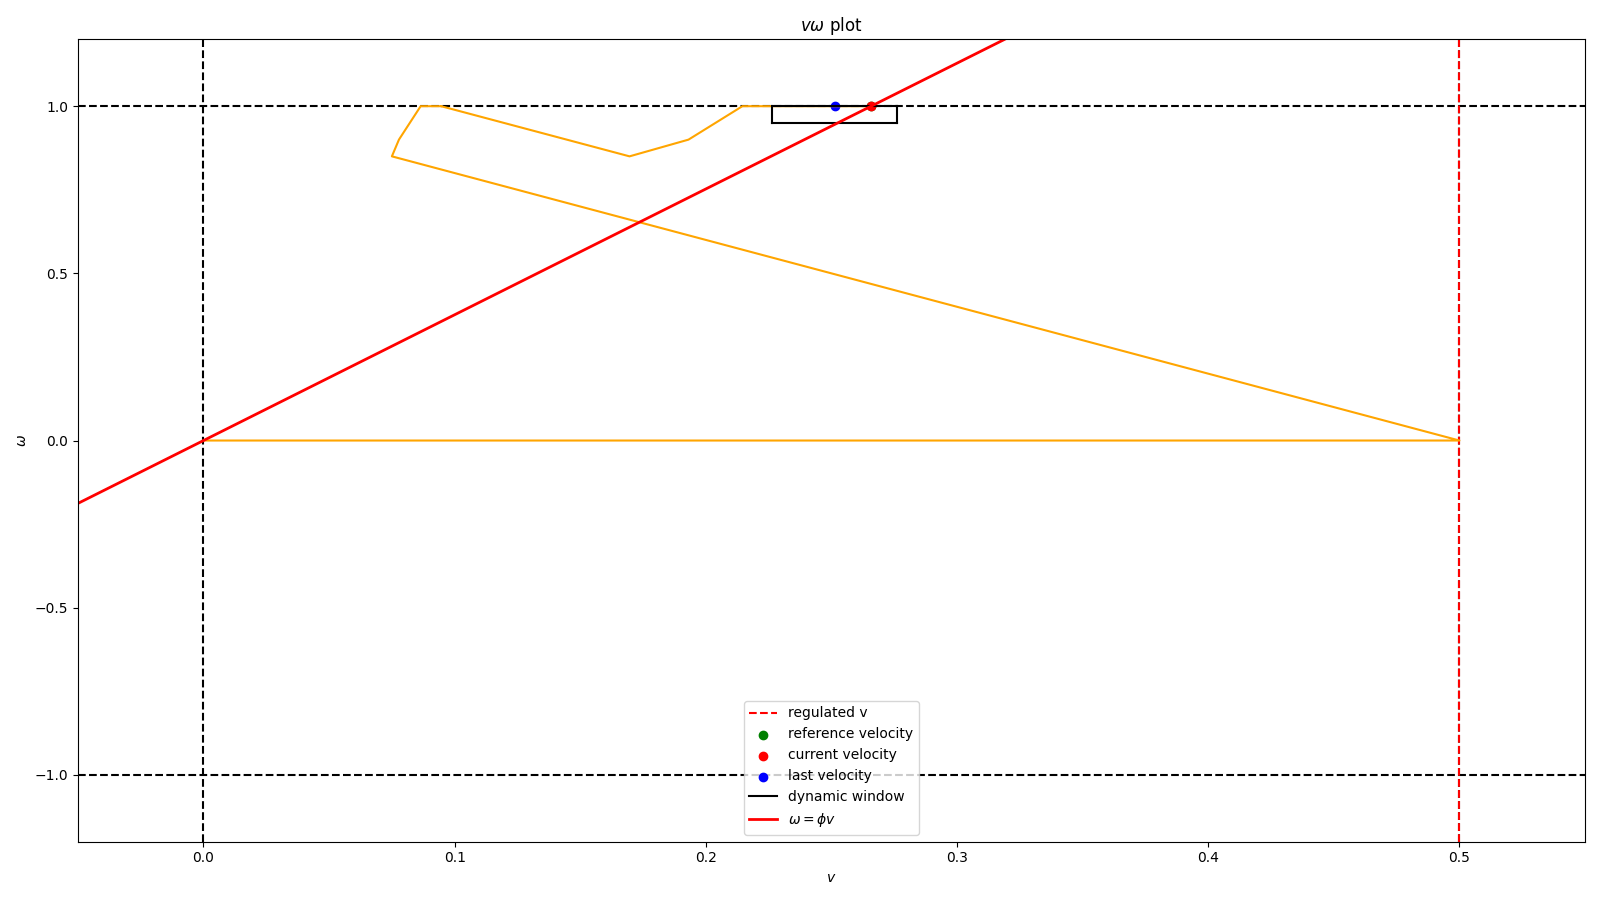 vω plot
1.0
0.5
0.0
−0.5
−1.0
ω
regulated v
reference velocity
current velocity
last velocity
dynamic window
ω = ϕv
0.0 0.1 0.2 0.3 0.4 0.5
v